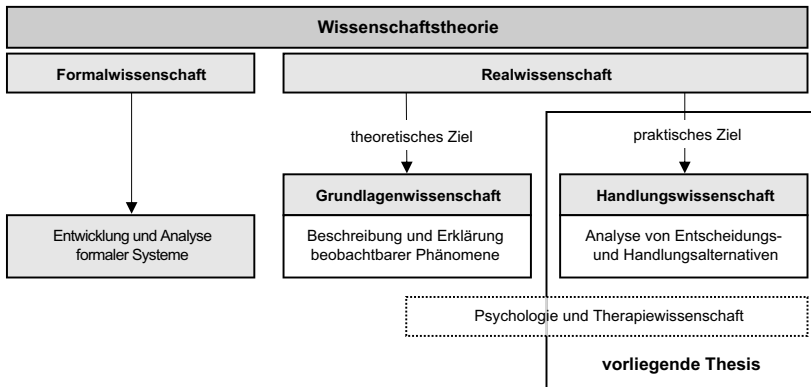 Wissenschaftstheorie
Formalwissenschaft
Realwissenschaft
theoretisches Ziel
praktisches Ziel
Grundlagenwissenschaft
Handlungswissenschaft
Entwicklung und Analyse
formaler Systeme
Beschreibung und Erklärung
beobachtbarer Phänomene
Analyse von Entscheidungs-
und Handlungsalternativen
Psychologie und Therapiewissenschaft
vorliegende Thesis